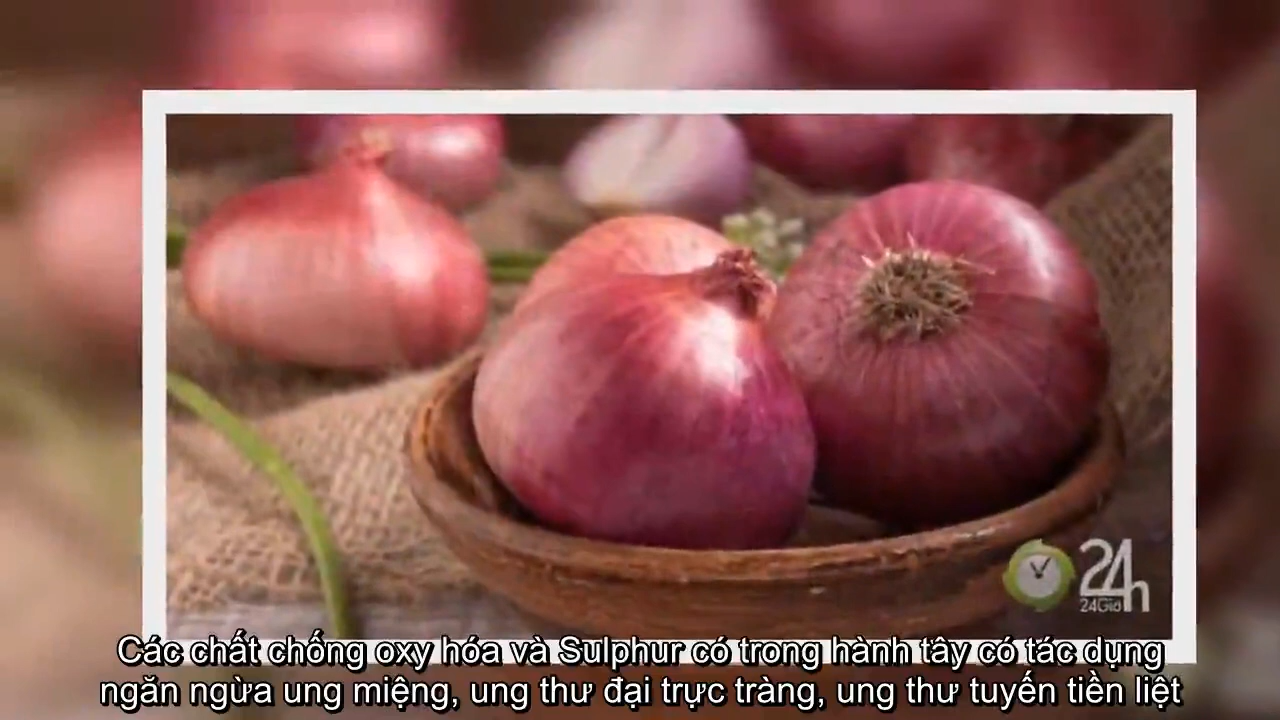 24h
24Giờ
Các chất chống oxy hóa và Sulphur có trong hành tây có tác dụng
ngăn ngừa ung miệng, ung thư đại trực tràng, ung thư tuyến tiền liệt